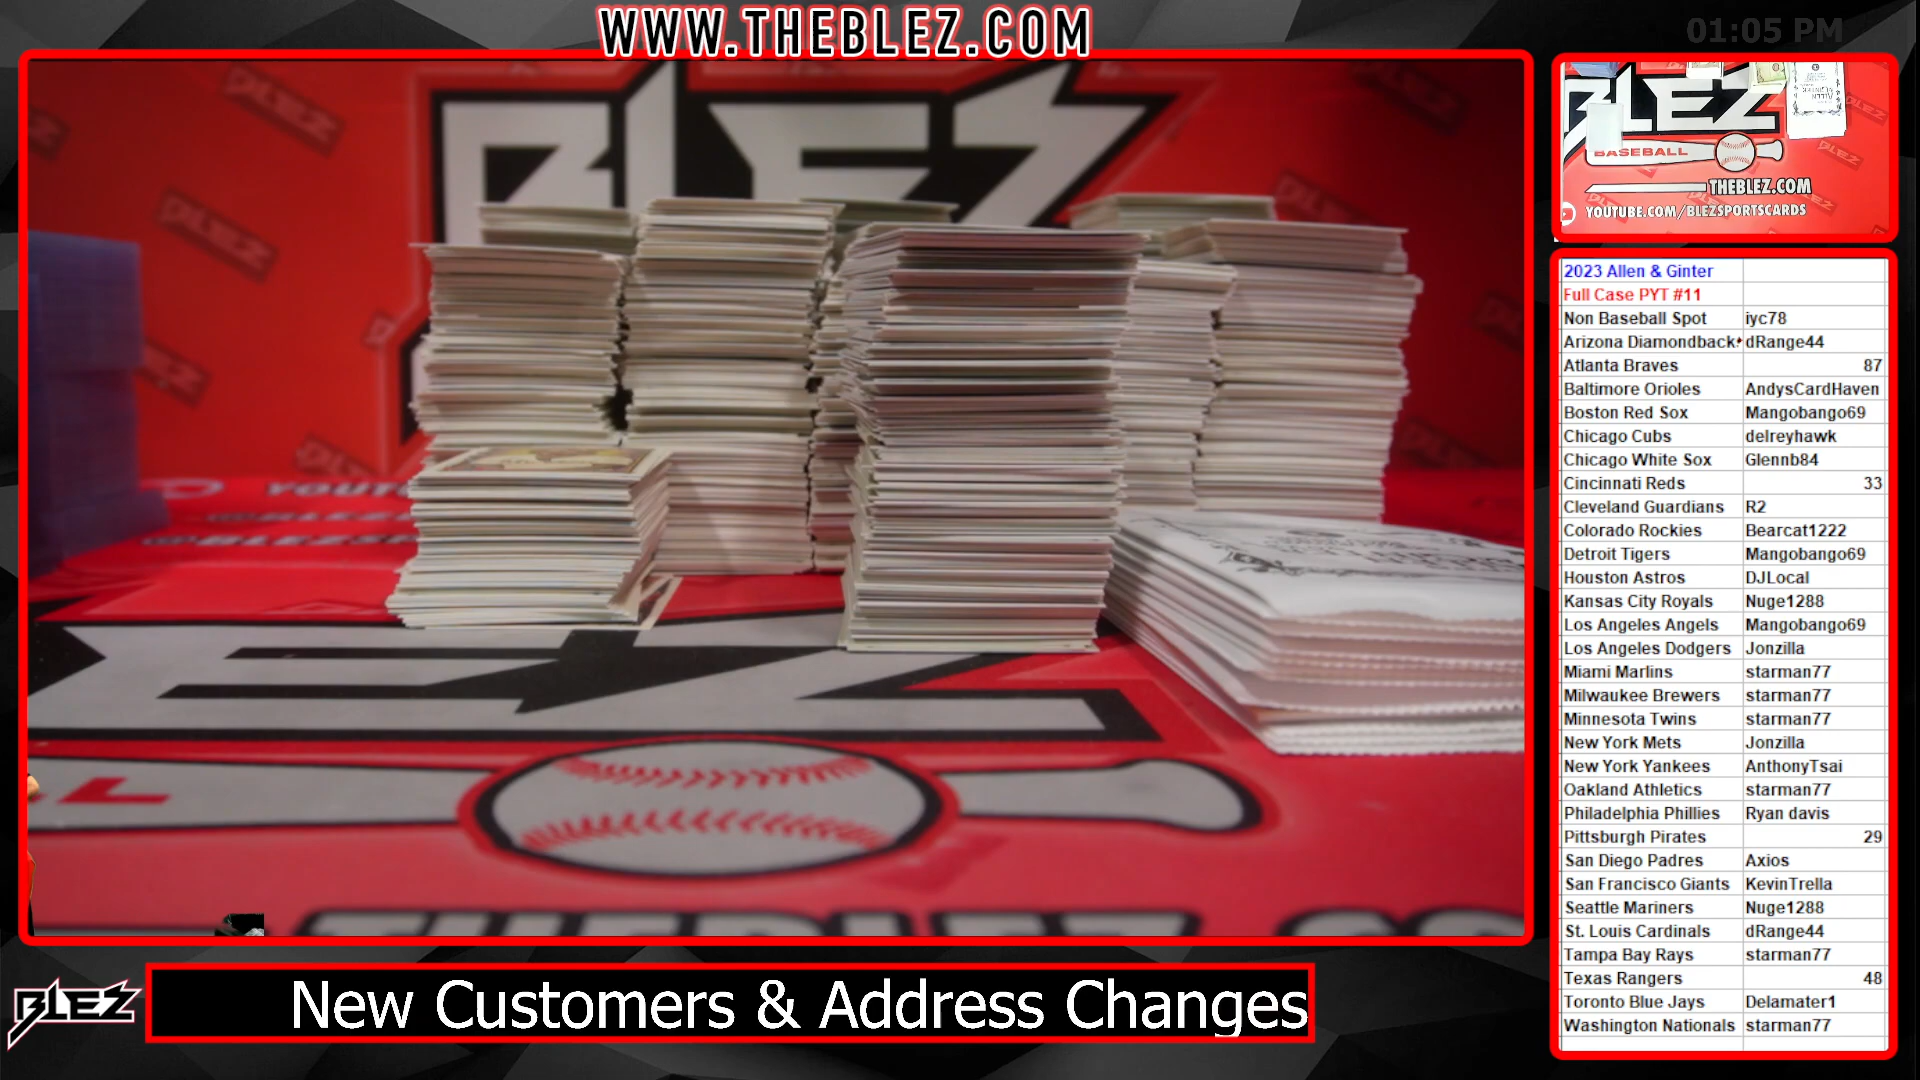 WWW.THEBLEZ.COM
01:05 PM
BLEZ
BLEZ
BASEBALL
THEBLEZ.COM
YOUTUBE.COM/BLEZSPORTSCARDS
2023 Allen & Ginter
Full Case PYT #11
Non Baseball Spot iyc78
Arizona Diamondback dRange44
Atlanta Braves 87
Baltimore Orioles AndysCardHaven
Boston Red Sox Mangobango69
Chicago Cubs delreyhawk
Chicago White Sox Glennb84
Cincinnati Reds 33
Cleveland Guardians R2
Colorado Rockies Bearcat1222
Detroit Tigers Mangobango69
Houston Astros DJLocal
Kansas City Royals Nuge1288
Los Angeles Angels Mangobango69
Los Angeles Dodgers Jonzilla
Miami Marlins starman77
Milwaukee Brewers starman77
Minnesota Twins starman77
New York Mets Jonzilla
New York Yankees AnthonyTsai
Oakland Athletics starman77
Philadelphia Phillies Ryan davis
Pittsburgh Pirates 29
San Diego Padres Axios
San Francisco Giants KevinTrella
Seattle Mariners Nuge1288
St. Louis Cardinals dRange44
Tampa Bay Rays starman77
Texas Rangers 48
Toronto Blue Jays Delamater1
Washington Nationals starman77
BLEZ
New Customers & Address Changes